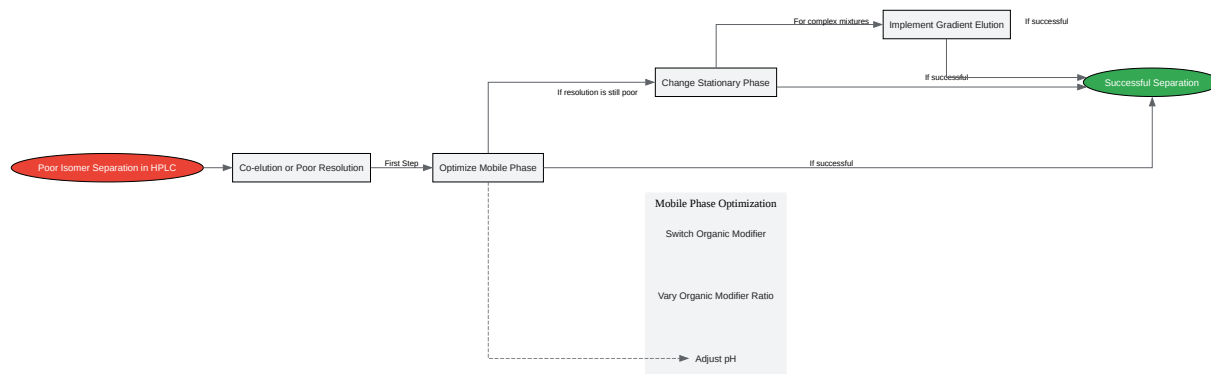 For complex mixtures
Implement Gradient Elution
If successful
Change Stationary Phase
If successful
Successful Separation
If resolution is still poor
Poor Isomer Separation in HPLC
Co-elution or Poor Resolution
First Step
Optimize Mobile Phase
If successful
Mobile Phase Optimization
Switch Organic Modifier
Vary Organic Modifier Ratio
Adjust pH